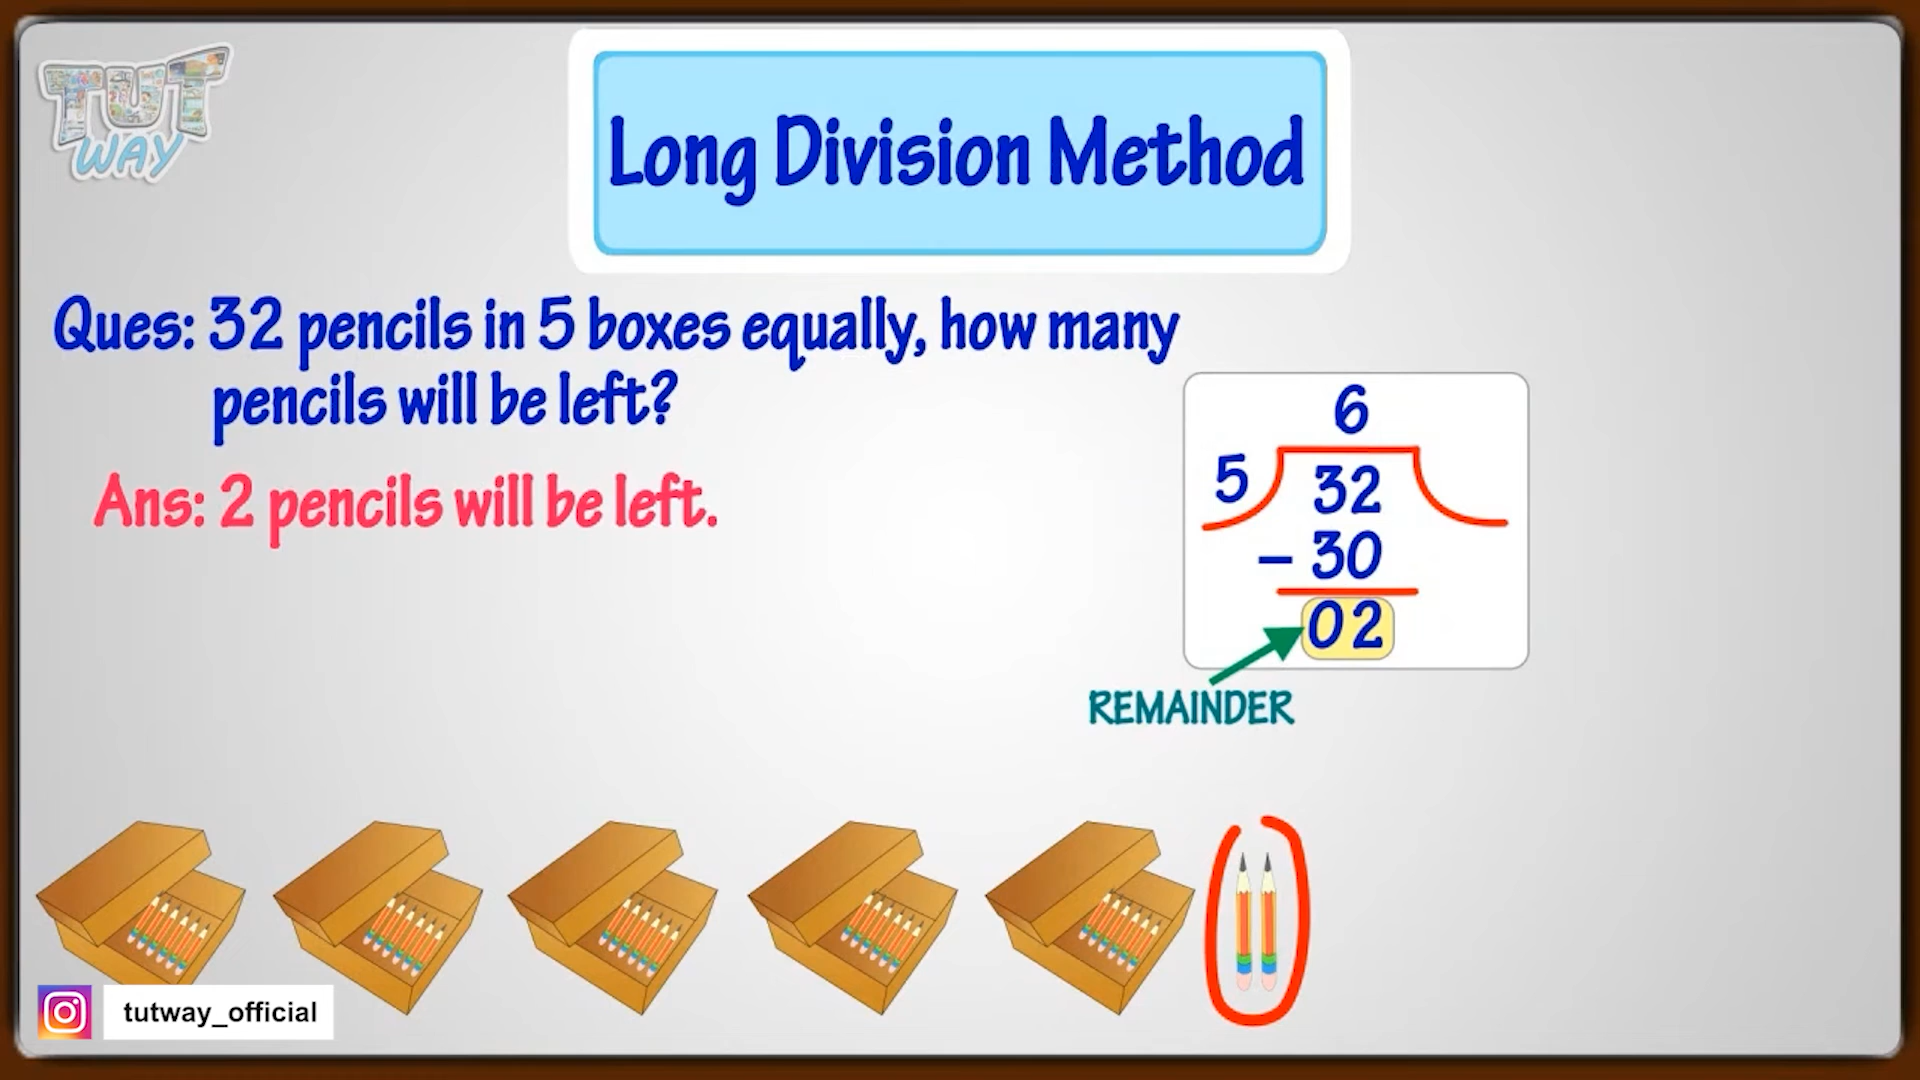 TUT
WAY
Long Division Method
Ques: 32 pencils in 5 boxes equally, how many
pencils will be left?
Ans: 2 pencils will be left.
6
5 32
– 30
02
REMAINDER
tutway_official